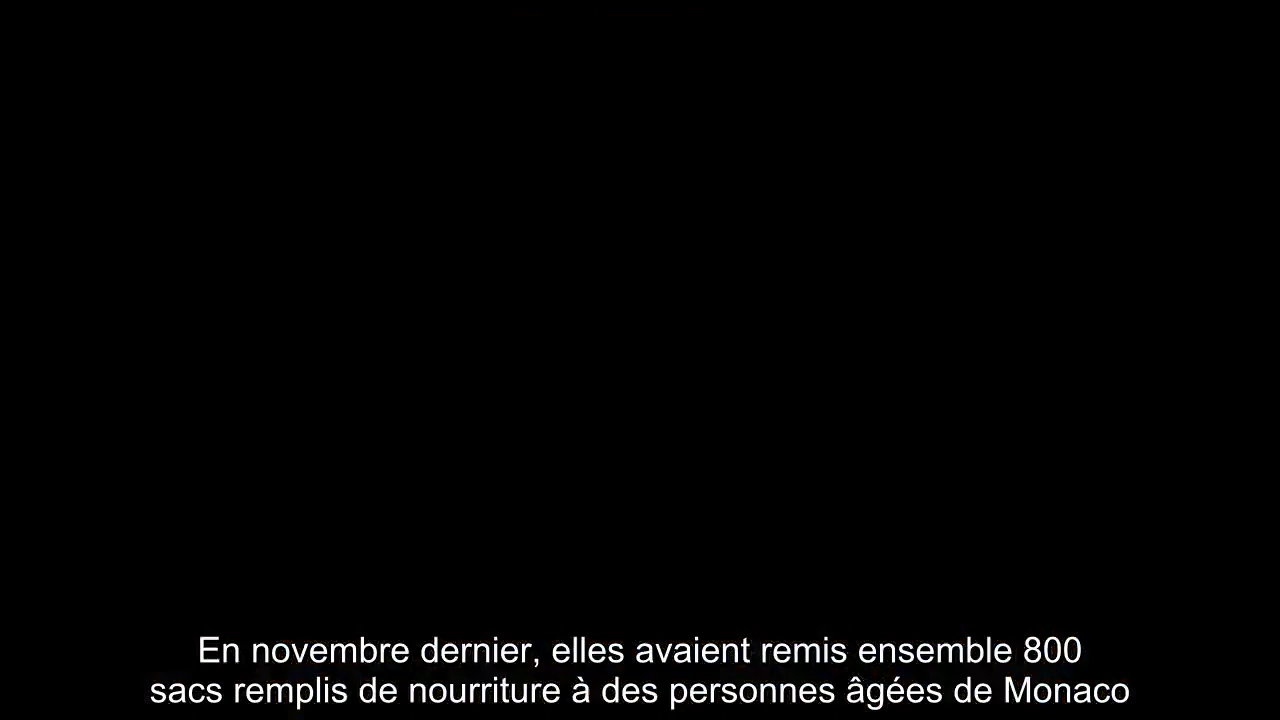 En novembre dernier, elles avaient remis ensemble 800
sacs remplis de nourriture à des personnes âgées de Monaco